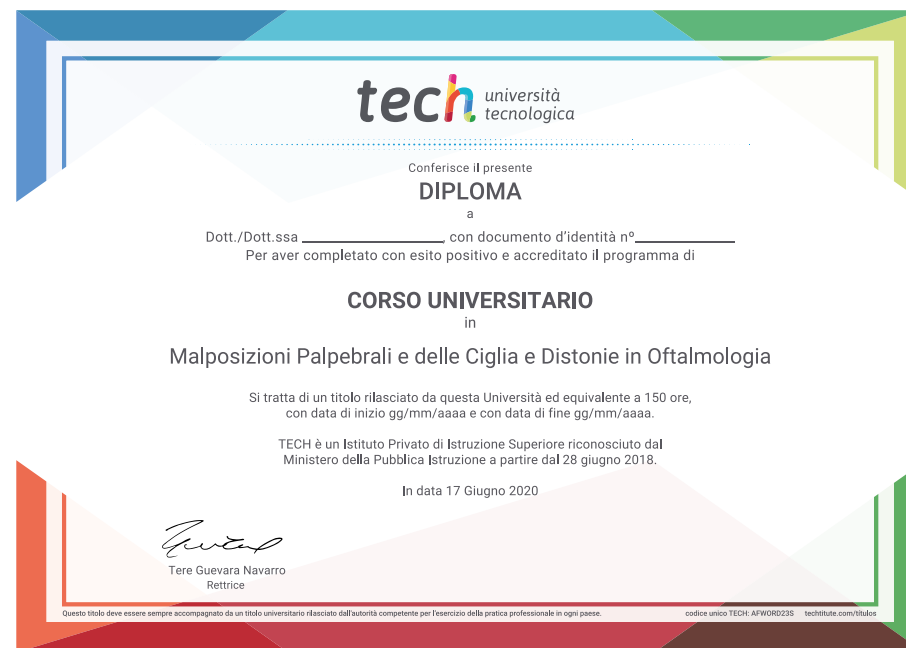 tech università
tecnologica
Conferisce il presente
DIPLOMA
a
Dott./Dott.ssa ____________________, con documento d'identità nº______________
Per aver completato con esito positivo e accreditato il programma di
CORSO UNIVERSITARIO
in
Malposizioni Palpebrali e delle Ciglia e Distonie in Oftalmologia
Si tratta di un titolo rilasciato da questa Università ed equivalente a 150 ore,
con data di inizio gg/mm/aaaa e con data di fine gg/mm/aaaa.
TECH è un Istituto Privato di Istruzione Superiore riconosciuto dal
Ministero della Pubblica Istruzione a partire dal 28 giugno 2018.
In data 17 Giugno 2020
Tere Guevara Navarro
Rettrice
Questo titolo deve essere sempre accompagnato da un titolo universitario rilasciato dall'autorità competente per l'esercizio della pratica professionale in ogni paese. codice unico TECH: AFWORD23S techtitute.com/titulos